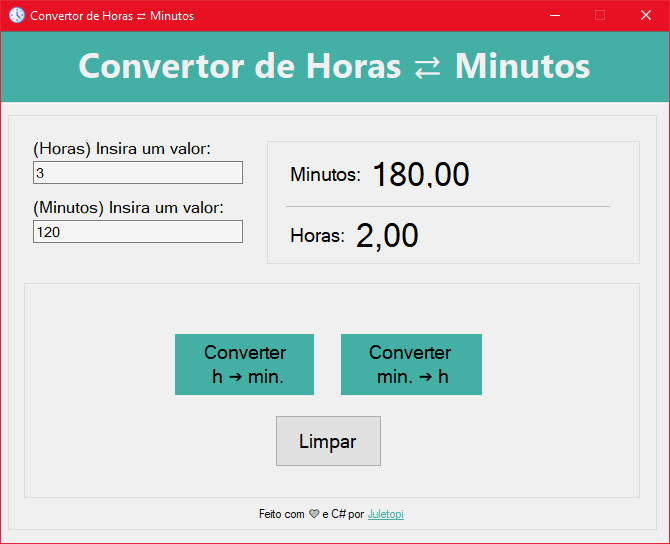 Convertor de Horas ⇄ Minutos
Convertor de Horas ⇄ Minutos
(Horas) Insira um valor:
3
(Minutos) Insira um valor:
120
Minutos: 180,00
Horas: 2,00
Converter
h ➔ min.
Converter
min. ➔ h
Limpar
Feito com 🤍 e C# por Juletopi